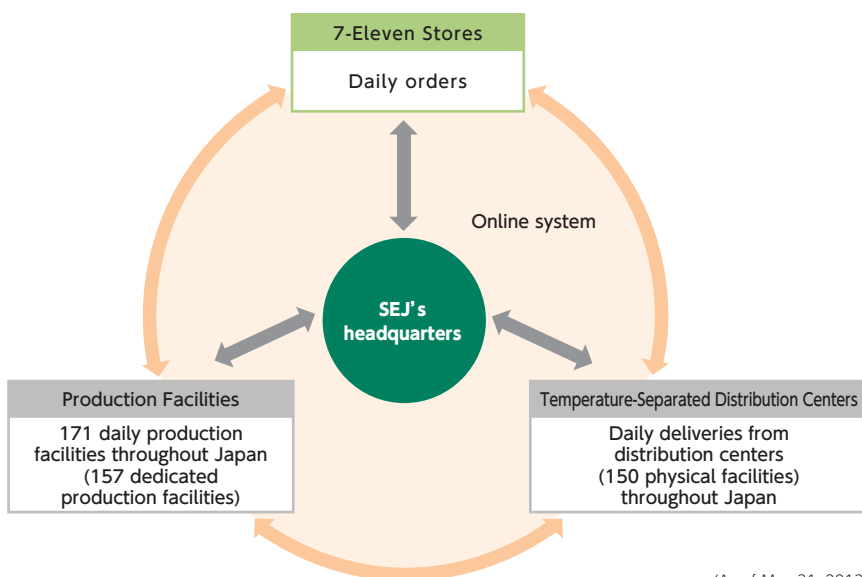 7-Eleven Stores
Daily orders
Online system
SEJ's
headquarters
Production Facilities
171 daily production
facilities throughout Japan
(157 dedicated
production facilities)
Temperature-Separated Distribution Centers
Daily deliveries from
distribution centers
(150 physical facilities)
throughout Japan